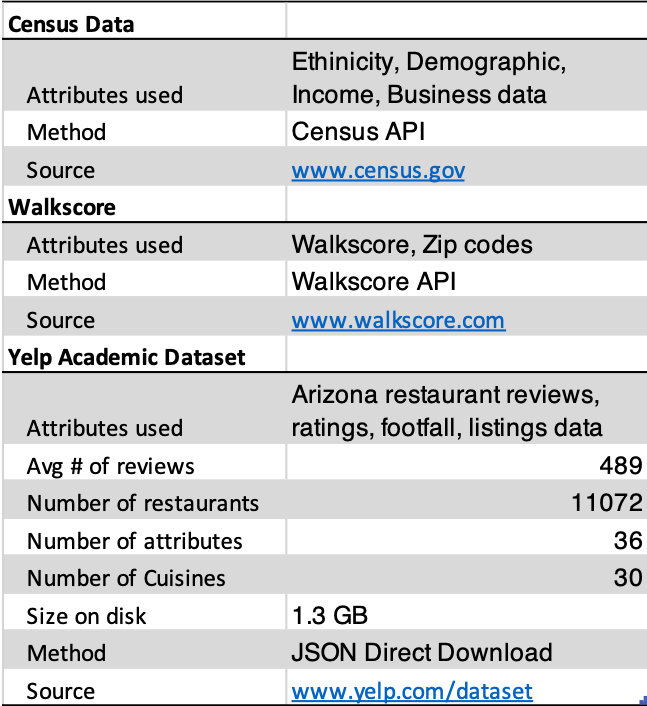 Census Data
Attributes used Ethinicity, Demographic,
Income, Business data
Method Census API
Source www.census.gov
Walkscore
Attributes used Walkscore, Zip codes
Method Walkscore API
Source www.walkscore.com
Yelp Academic Dataset
Attributes used Arizona restaurant reviews,
ratings, footfall, listings data
Avg # of reviews 489
Number of restaurants 11072
Number of attributes 36
Number of Cuisines 30
Size on disk 1.3 GB
Method JSON Direct Download
Source www.yelp.com/dataset